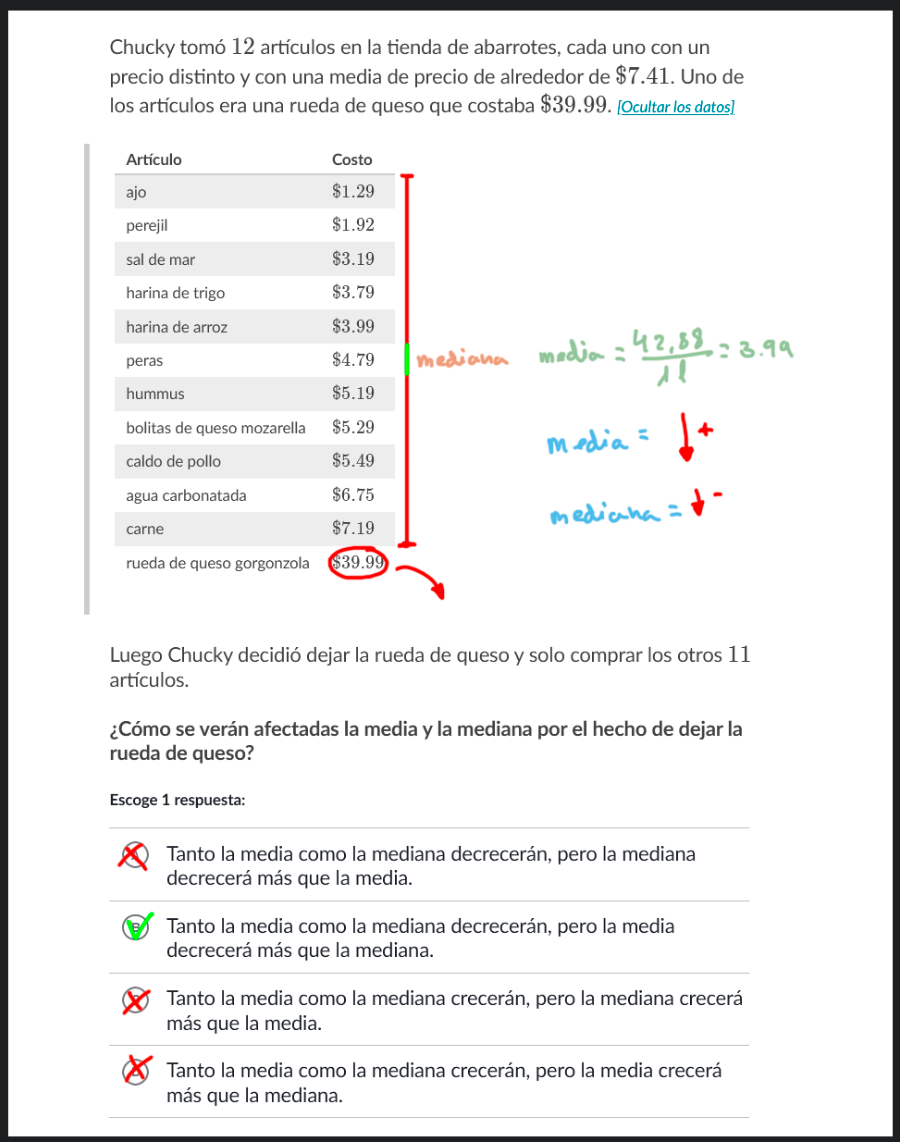 Chucky tomó 12 artículos en la tienda de abarrotes, cada uno con un
precio distinto y con una media de precio de alrededor de $7.41. Uno de
los artículos era una rueda de queso que costaba $39.99. [Ocultar los datos]
Artículo Costo
ajo $1.29
perejil $1.92
sal de mar $3.19
harina de trigo $3.79
harina de arroz $3.99
peras $4.79
mediana
media = 42,88 / 11 = 3.99
hummus $5.19
bolitas de queso mozarella $5.29
media = ↓+
caldo de pollo $5.49
agua carbonatada $6.75
mediana = ↓-
carne $7.19
rueda de queso gorgonzola $39.99
Luego Chucky decidió dejar la rueda de queso y solo comprar los otros 11
artículos.
¿Cómo se verán afectadas la media y la mediana por el hecho de dejar la
rueda de queso?
Escoge 1 respuesta:
Tanto la media como la mediana decrecerán, pero la mediana
decrecerá más que la media.
B Tanto la media como la mediana decrecerán, pero la media
decrecerá más que la mediana.
Tanto la media como la mediana crecerán, pero la mediana crecerá
más que la media.
Tanto la media como la mediana crecerán, pero la media crecerá
más que la mediana.